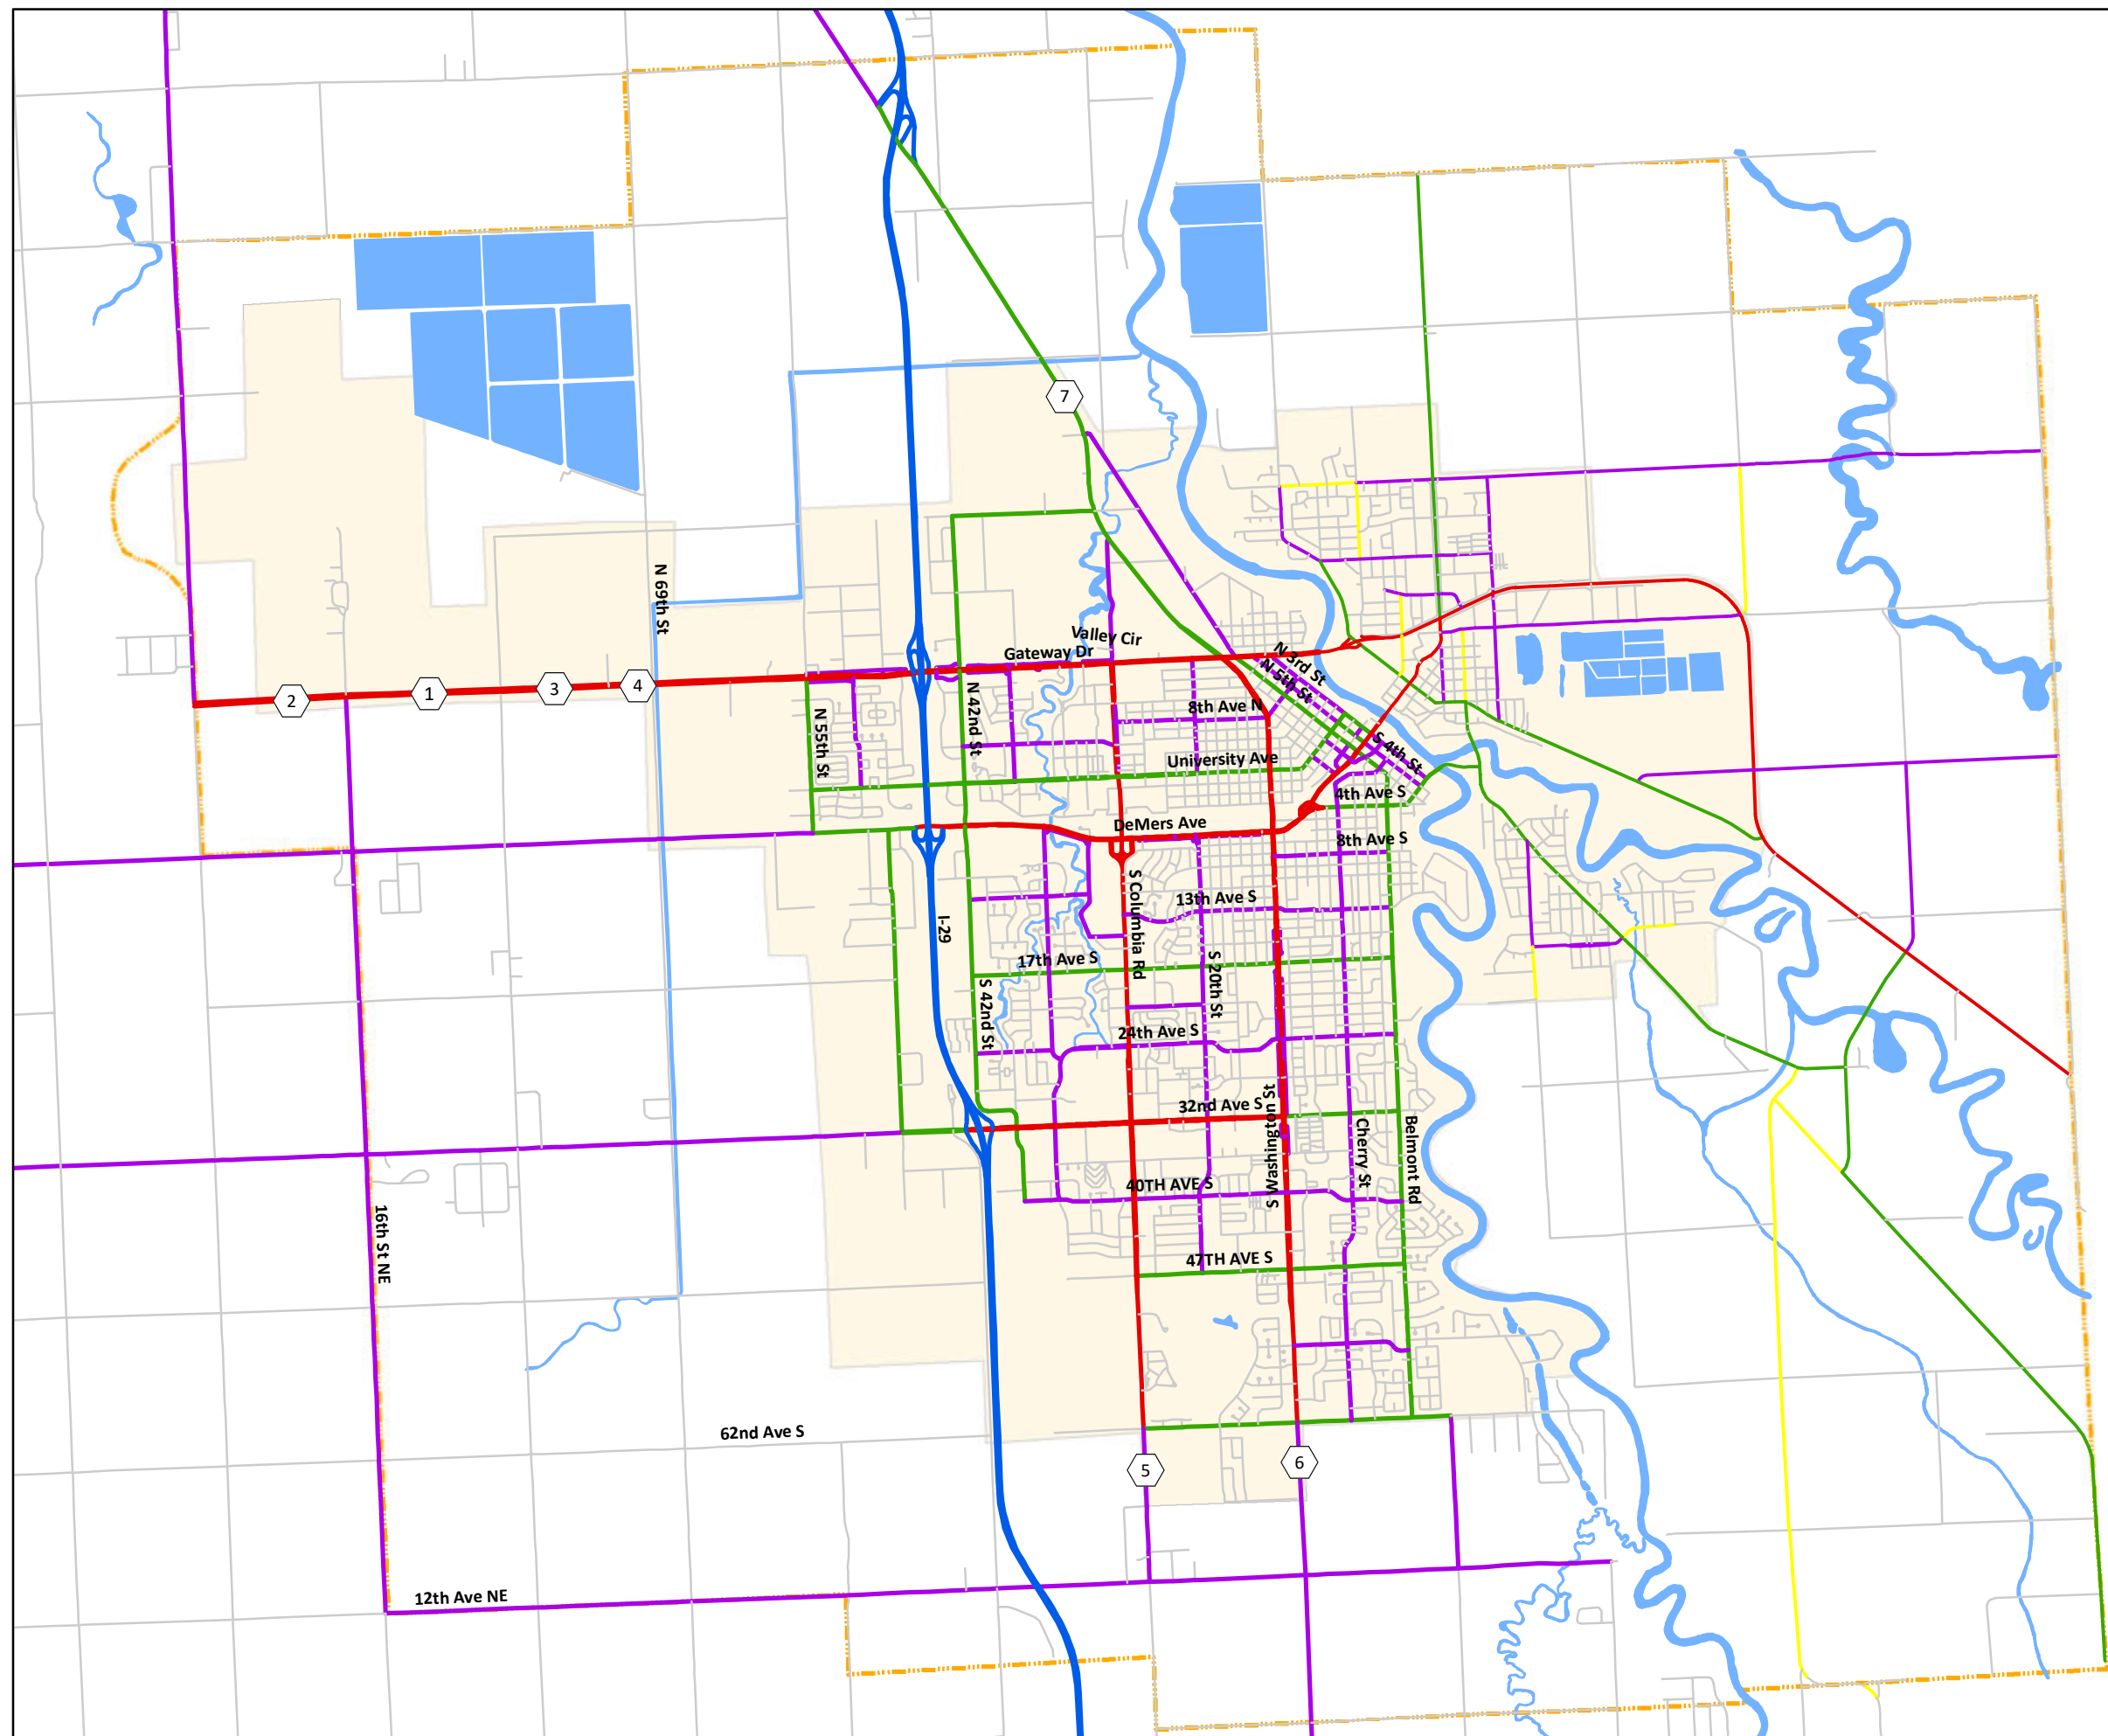 7
N 69th St
Valley Cir
Gateway Dr
N 3rd St
N 5th St
2
1
3
4
N 55th St
N 42nd St
8th Ave N
University Ave
S 4th St
4th Ave S
DeMers Ave
8th Ave S
I-29
S Columbia Rd
13th Ave S
17th Ave S
S 20th St
S 42nd St
24th Ave S
32nd Ave S
S Washington St
Cherry St
Belmont Rd
40TH AVE S
16th St NE
47TH AVE S
62nd Ave S
5
6
12th Ave NE